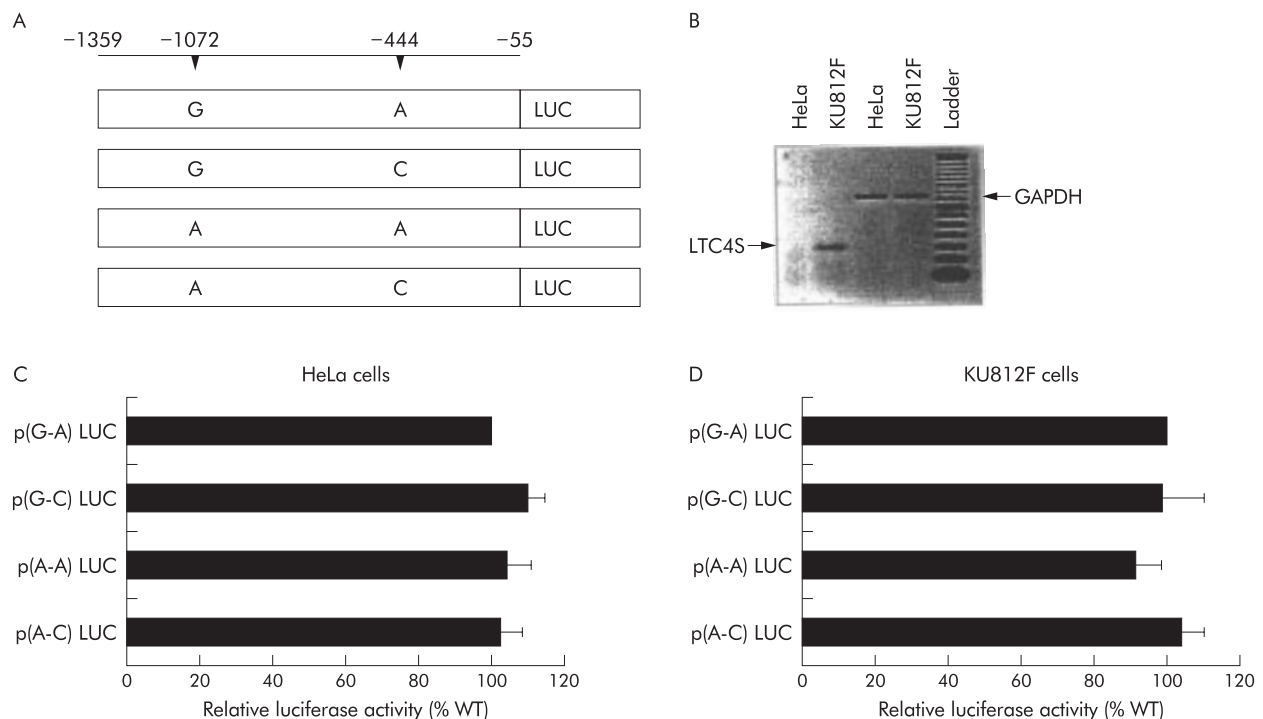 A
−1359 −1072 −444 −55
G A LUC
G C LUC
A A LUC
A C LUC
B
HeLa
KU812F
HeLa
KU812F
Ladder
GAPDH
LTC4S
C
HeLa cells
p(G-A) LUC
p(G-C) LUC
p(A-A) LUC
p(A-C) LUC
0 20 40 60 80 100 120
Relative luciferase activity (% WT)
D
KU812F cells
p(G-A) LUC
p(G-C) LUC
p(A-A) LUC
p(A-C) LUC
0 20 40 60 80 100 120
Relative luciferase activity (% WT)